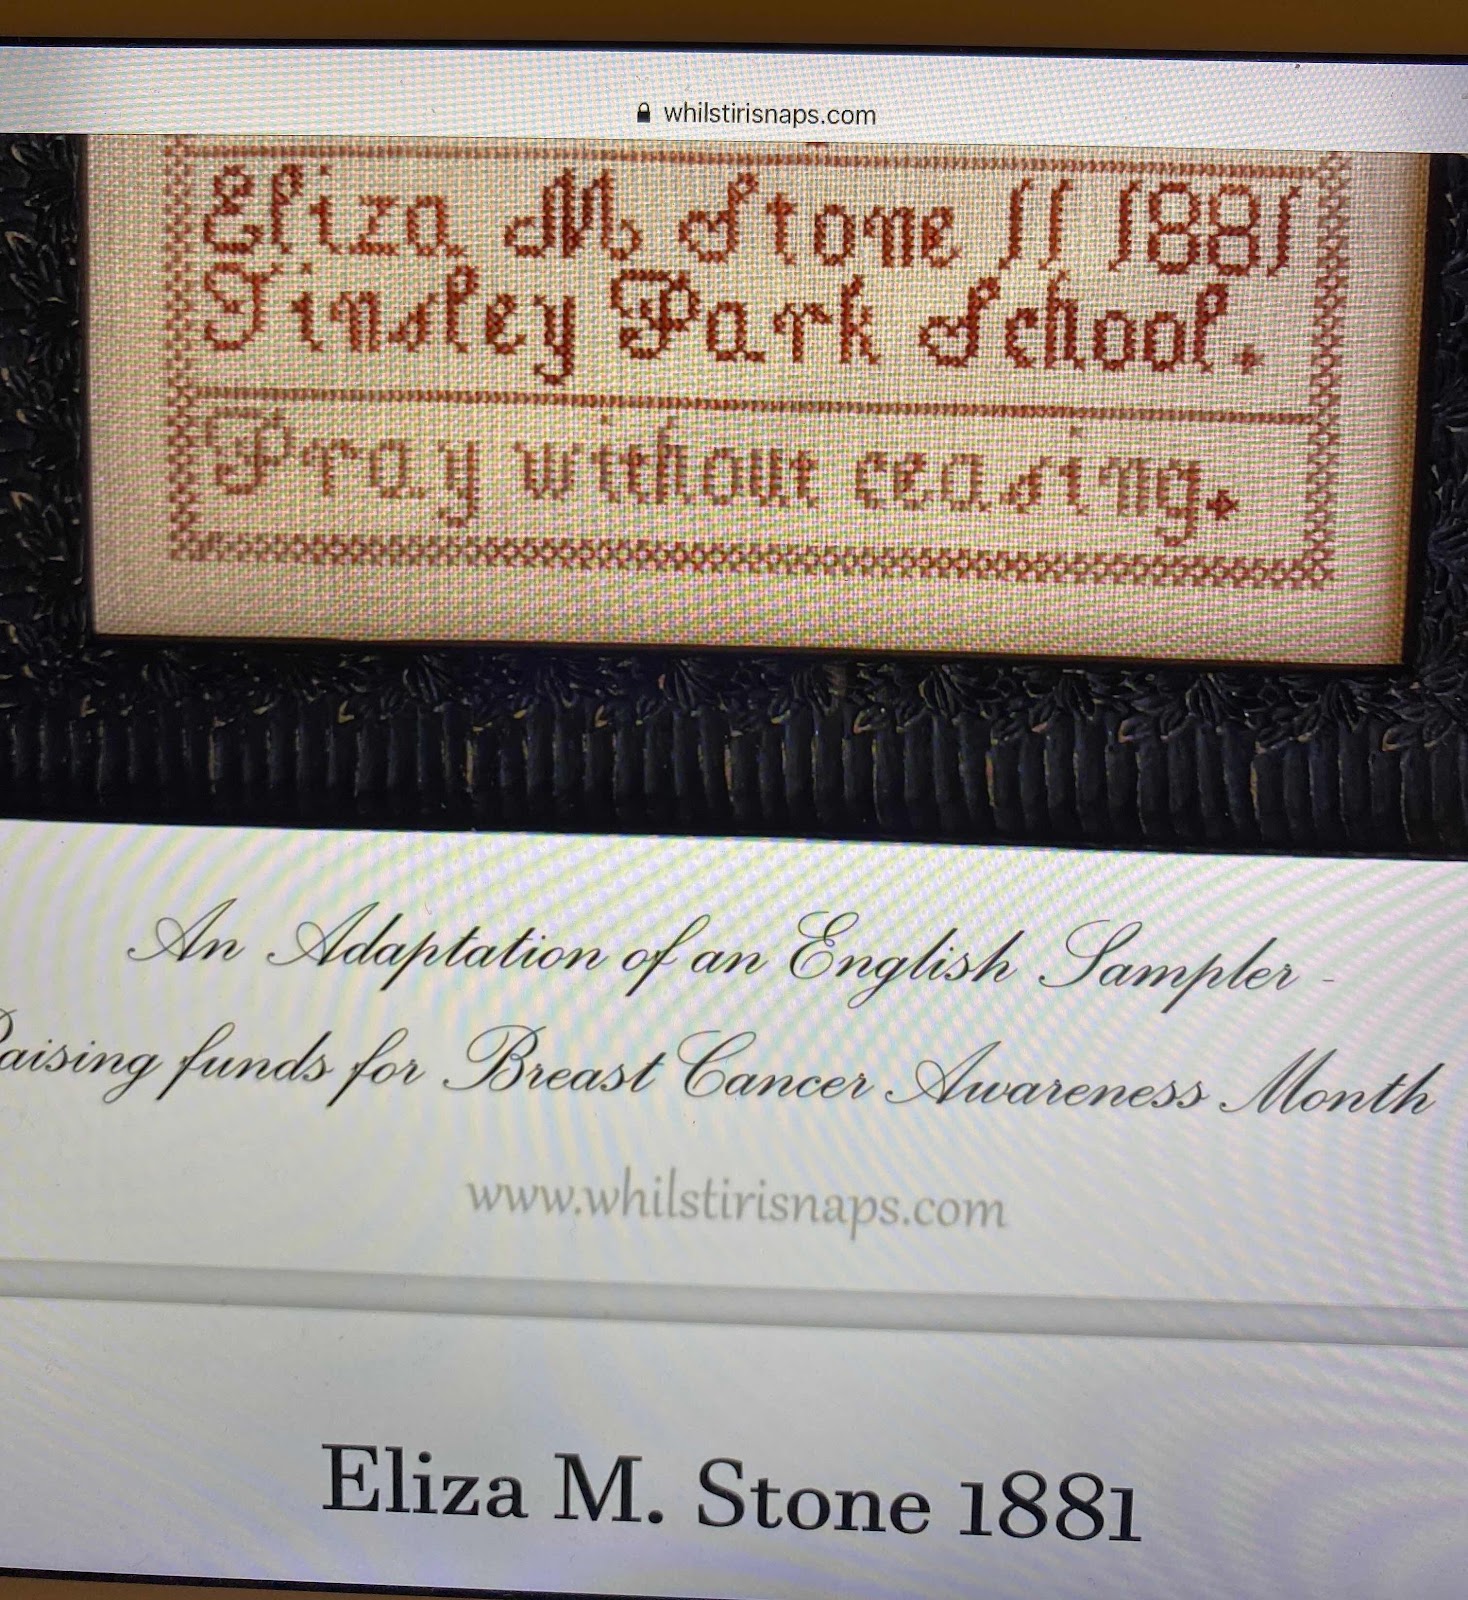 whilstirisnaps.com
Eliza M Stone 11 1881
Tinsley Park School.
Pray without ceasing.
An Adaptation of an English Sampler -
Raising funds for Breast Cancer Awareness Month
www.whilstirisnaps.com
Eliza M. Stone 1881